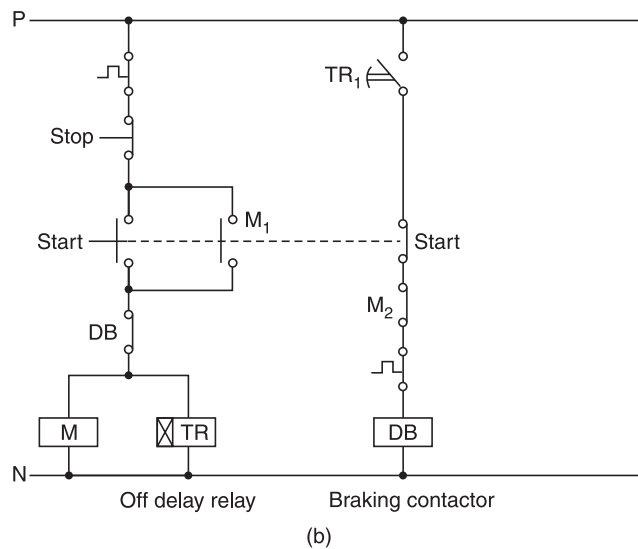 P
TR₁
Stop
Start
M₁
Start
DB
M₂
M
TR
DB
N
Off delay relay
Braking contactor
(b)